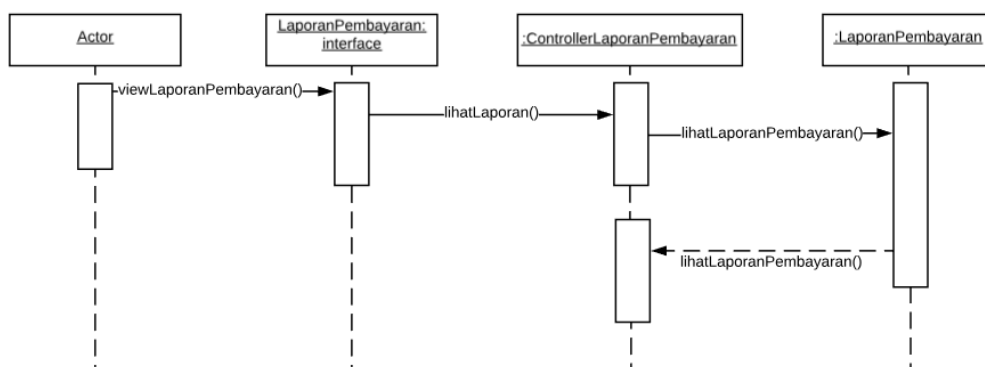 Actor
LaporanPembayaran:
interface
:ControllerLaporanPembayaran
:LaporanPembayaran
viewLaporanPembayaran()
lihatLaporan()
lihatLaporanPembayaran()
lihatLaporanPembayaran()